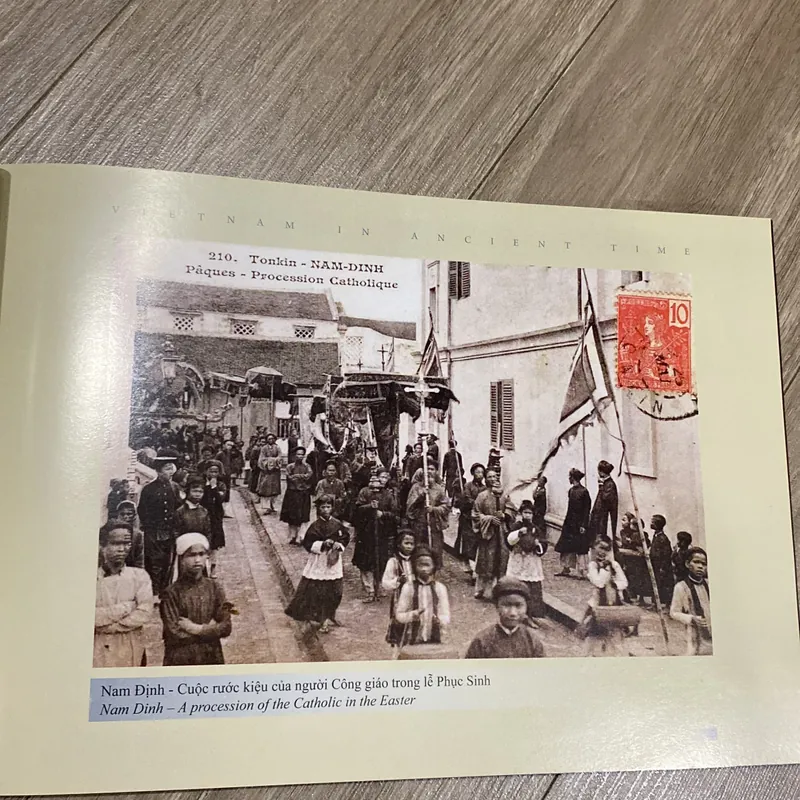 VIETNAM IN ANCIENT TIME
210. Tonkin - NAM-DINH
Pâques - Procession Catholique
10
Nam Định - Cuộc rước kiệu của người Công giáo trong lễ Phục Sinh
Nam Dinh – A procession of the Catholic in the Easter